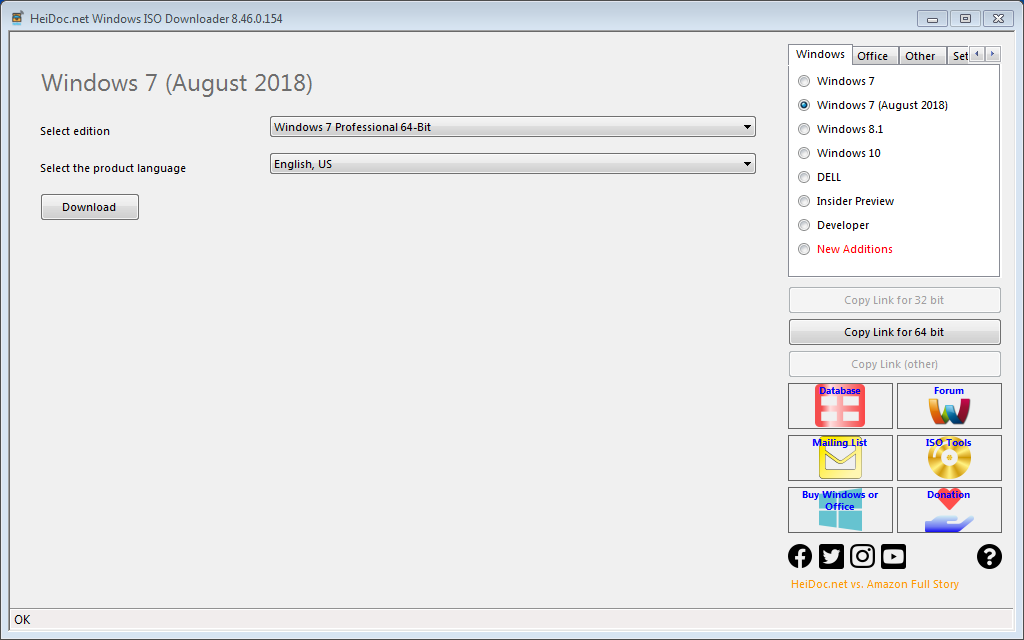 HeiDoc.net Windows ISO Downloader 8.46.0.154
Windows 7 (August 2018)
Select edition
Windows 7 Professional 64-Bit
Select the product language
English, US
Download
Windows Office Other Set
Windows 7
Windows 7 (August 2018)
Windows 8.1
Windows 10
DELL
Insider Preview
Developer
New Additions
Copy Link for 32 bit
Copy Link for 64 bit
Copy Link (other)
Database
Forum
Mailing List
ISO Tools
Buy Windows or
Office
Donation
HeiDoc.net vs. Amazon Full Story
OK